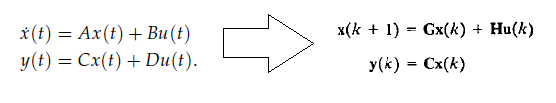 ẋ(t) = Ax(t) + Bu(t)
y(t) = Cx(t) + Du(t).
x(k + 1) = Gx(k) + Hu(k)
y(k) = Cx(k)